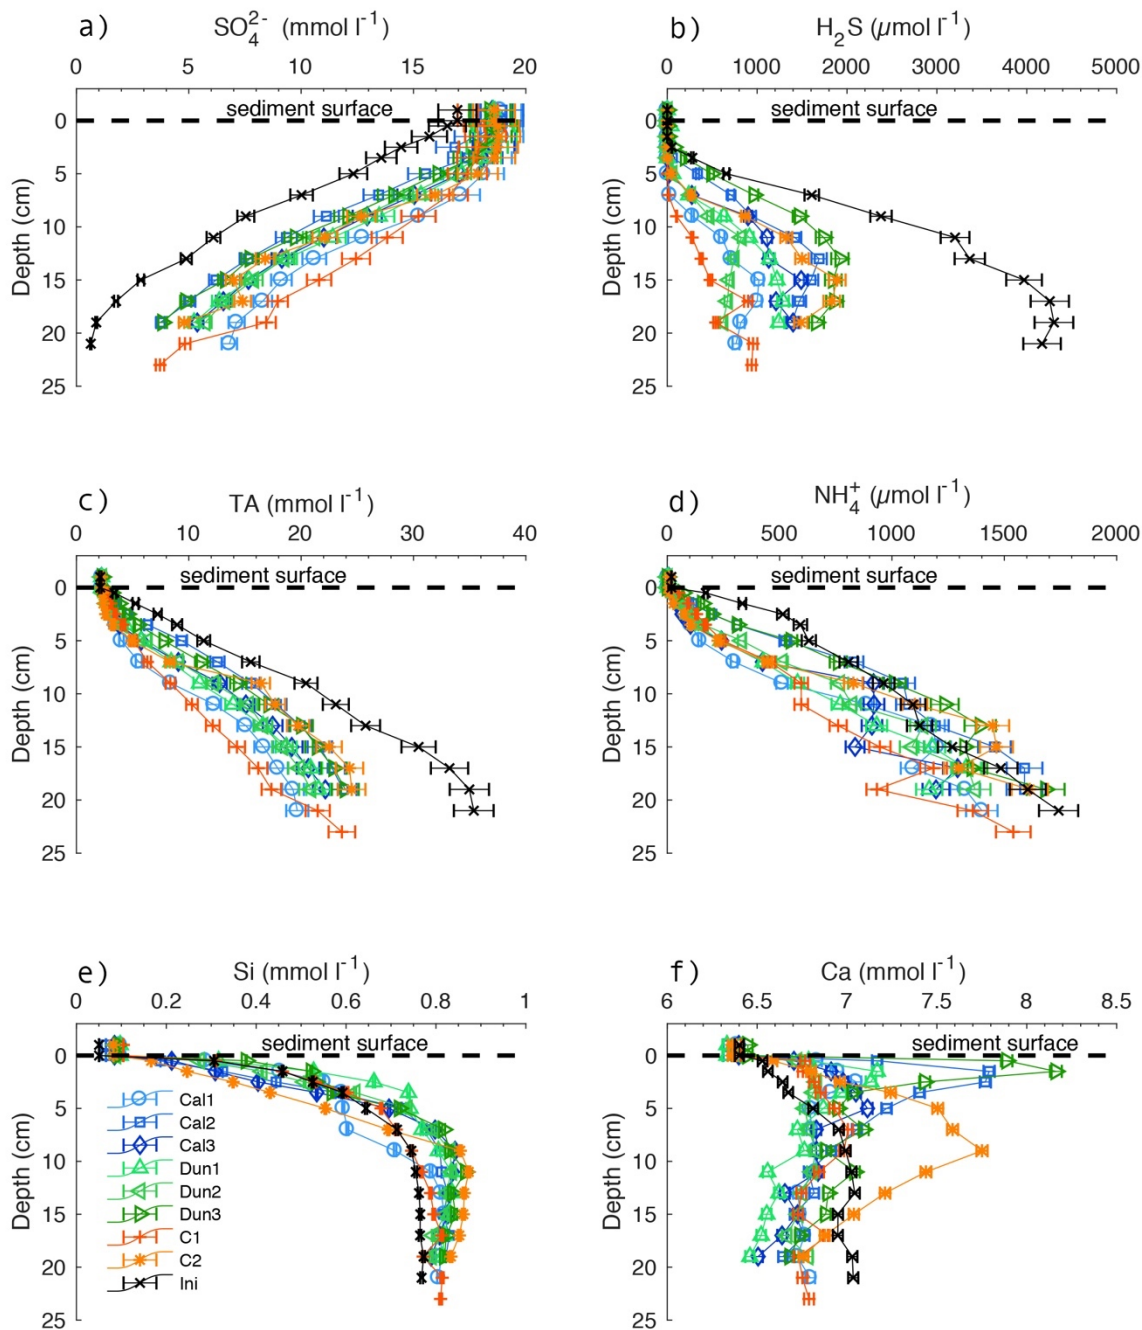 a) SO₄²⁻ (mmol l⁻¹)
0 5 10 15 20
sediment surface
0
5
10
15
20
25
Depth (cm)
b) H₂S (µmol l⁻¹)
0 1000 2000 3000 4000 5000
sediment surface
0
5
10
15
20
25
Depth (cm)
c) TA (mmol l⁻¹)
0 10 20 30 40
sediment surface
0
5
10
15
20
25
Depth (cm)
d) NH₄⁺ (µmol l⁻¹)
0 500 1000 1500 2000
sediment surface
0
5
10
15
20
25
Depth (cm)
e) Si (mmol l⁻¹)
0 0.2 0.4 0.6 0.8 1
sediment surface
0
5
10
15
20
25
Depth (cm)
Cal1
Cal2
Cal3
Dun1
Dun2
Dun3
C1
C2
Ini
f) Ca (mmol l⁻¹)
6 6.5 7 7.5 8 8.5
sediment surface
0
5
10
15
20
25
Depth (cm)